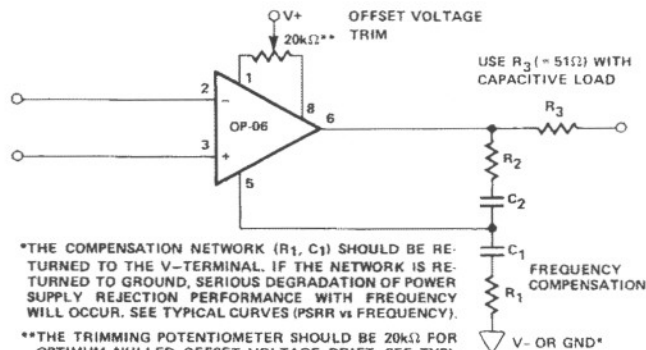 V+
OFFSET VOLTAGE
TRIM
20kΩ**
USE R3 (≈ 51Ω) WITH
CAPACITIVE LOAD
1
2
−
8
6
R3
OP-06
3
+
R2
5
C2
*THE COMPENSATION NETWORK (R1, C1) SHOULD BE RE-
TURNED TO THE V–TERMINAL. IF THE NETWORK IS RE-
TURNED TO GROUND, SERIOUS DEGRADATION OF POWER
SUPPLY REJECTION PERFORMANCE WITH FREQUENCY
WILL OCCUR. SEE TYPICAL CURVES (PSRR vs FREQUENCY).
C1
FREQUENCY
COMPENSATION
R1
V- OR GND*
**THE TRIMMING POTENTIOMETER SHOULD BE 20kΩ FOR